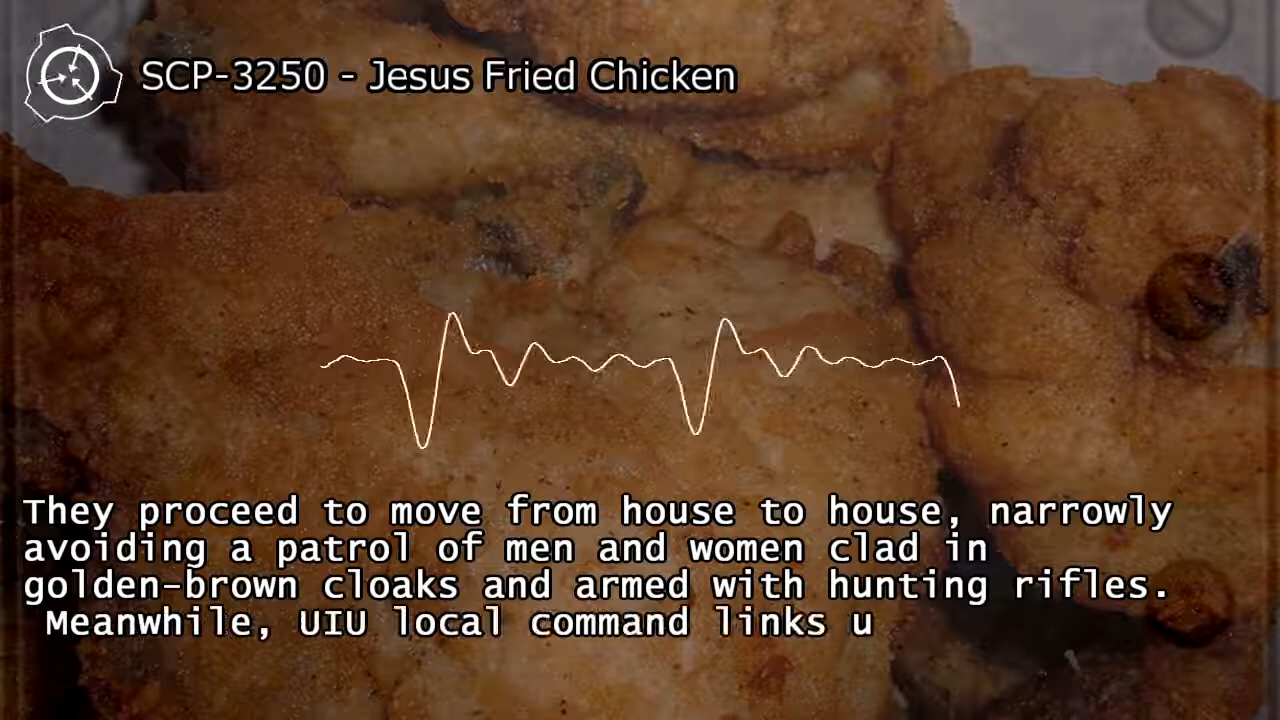 SCP-3250 - Jesus Fried Chicken
They proceed to move from house to house, narrowly
avoiding a patrol of men and women clad in
golden-brown cloaks and armed with hunting rifles.
Meanwhile, UIU local command links u